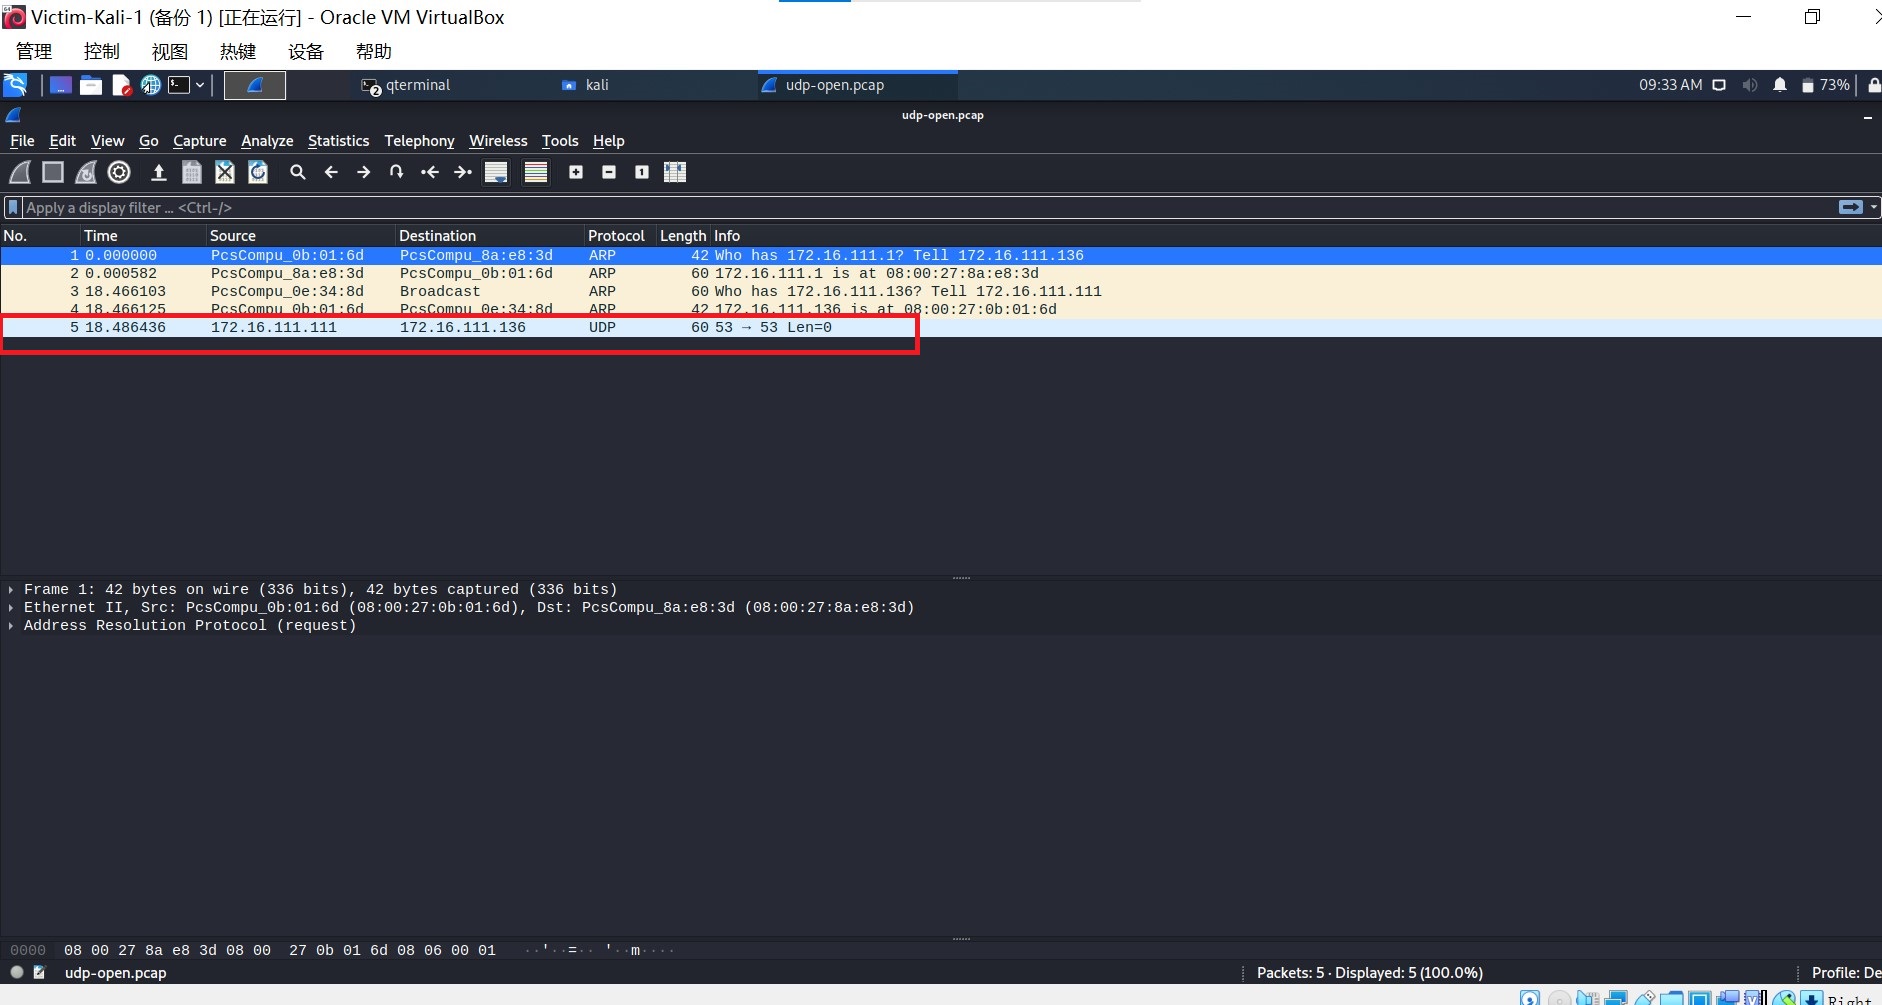 Victim-Kali-1 (备份 1) [正在运行] - Oracle VM VirtualBox
管理 控制 视图 热键 设备 帮助
qterminal kali udp-open.pcap 09:33 AM 73%
udp-open.pcap
File Edit View Go Capture Analyze Statistics Telephony Wireless Tools Help
Apply a display filter … <Ctrl-/>
No. Time Source Destination Protocol Length Info
1 0.000000 PcsCompu_0b:01:6d PcsCompu_8a:e8:3d ARP 42 Who has 172.16.111.1? Tell 172.16.111.136
2 0.000582 PcsCompu_8a:e8:3d PcsCompu_0b:01:6d ARP 60 172.16.111.1 is at 08:00:27:8a:e8:3d
3 18.466103 PcsCompu_0e:34:8d Broadcast ARP 60 Who has 172.16.111.136? Tell 172.16.111.111
4 18.466125 PcsCompu_0b:01:6d PcsCompu_0e:34:8d ARP 42 172.16.111.136 is at 08:00:27:0b:01:6d
5 18.486436 172.16.111.111 172.16.111.136 UDP 60 53 → 53 Len=0
Frame 1: 42 bytes on wire (336 bits), 42 bytes captured (336 bits)
Ethernet II, Src: PcsCompu_0b:01:6d (08:00:27:0b:01:6d), Dst: PcsCompu_8a:e8:3d (08:00:27:8a:e8:3d)
Address Resolution Protocol (request)
0000 08 00 27 8a e8 3d 08 00 27 0b 01 6d 08 06 00 01 ··'··=·· '··m····
udp-open.pcap Packets: 5 · Displayed: 5 (100.0%) Profile: De
Right